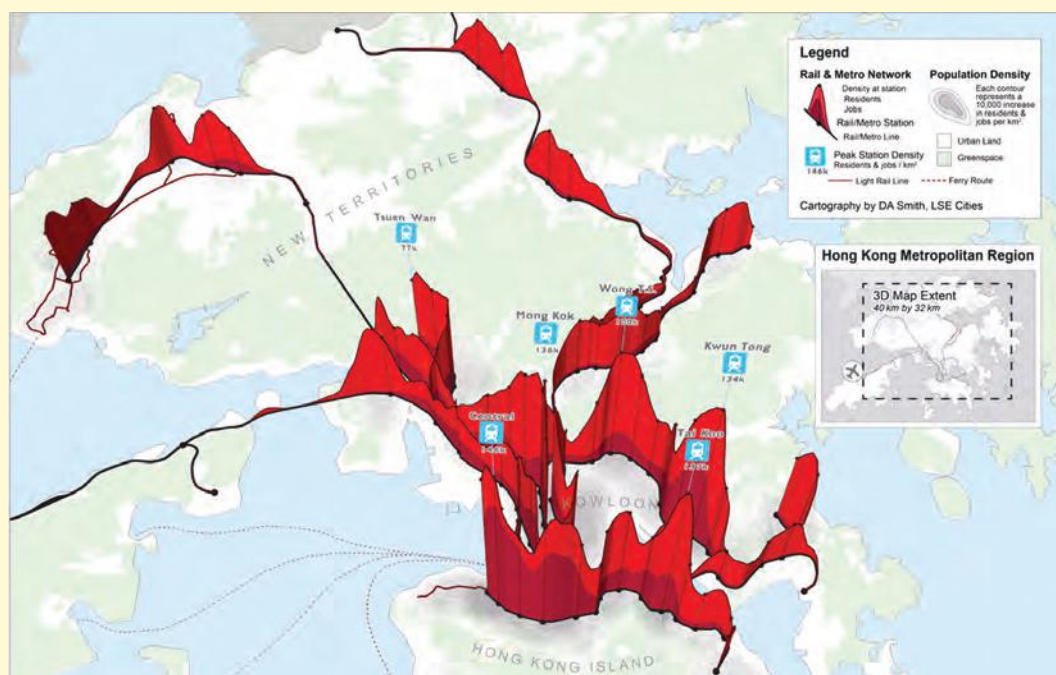 Legend
Rail & Metro Network
Density at station
Residents
Jobs
Rail/Metro Station
Rail/Metro Line
Peak Station Density
Residents & jobs / km²
146k
Light Rail Line
Population Density
Each contour
represents a
10,000 increase
in residents &
jobs per km².
Urban Land
Greenspace
Ferry Route
Cartography by DA Smith, LSE Cities
Hong Kong Metropolitan Region
3D Map Extent
40 km by 32 km
NEW TERRITORIES
Tsuen Wan
77k
Mong Kok
Wong T.S.
Kwun Tong
134k
Central
Tai Koo
KOWLOON
HONG KONG ISLAND